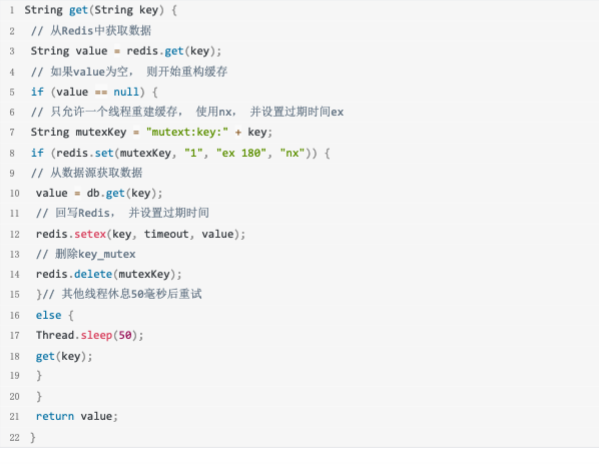 1 String get(String key) {
2 // 从Redis中获取数据
3 String value = redis.get(key);
4 // 如果value为空， 则开始重构缓存
5 if (value == null) {
6 // 只允许一个线程重建缓存， 使用nx， 并设置过期时间ex
7 String mutexKey = "mutext:key:" + key;
8 if (redis.set(mutexKey, "1", "ex 180", "nx")) {
9 // 从数据源获取数据
10 value = db.get(key);
11 // 回写Redis， 并设置过期时间
12 redis.setex(key, timeout, value);
13 // 删除key_mutex
14 redis.delete(mutexKey);
15 }// 其他线程休息50毫秒后重试
16 else {
17 Thread.sleep(50);
18 get(key);
19 }
20 }
21 return value;
22 }